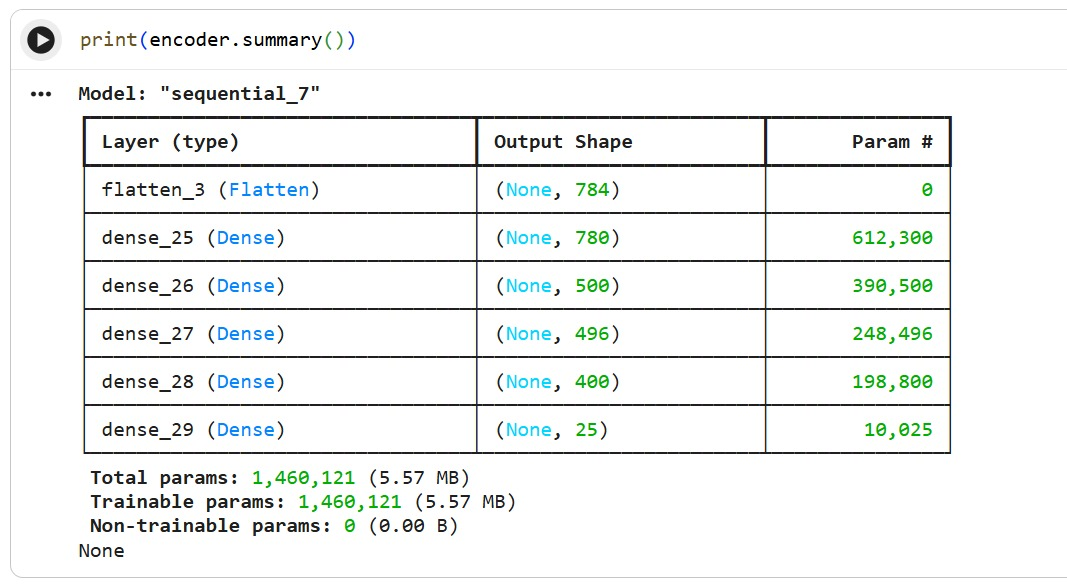 print(encoder.summary())
Model: "sequential_7"
Layer (type) Output Shape Param #
flatten_3 (Flatten) (None, 784) 0
dense_25 (Dense) (None, 780) 612,300
dense_26 (Dense) (None, 500) 390,500
dense_27 (Dense) (None, 496) 248,496
dense_28 (Dense) (None, 400) 198,800
dense_29 (Dense) (None, 25) 10,025
Total params: 1,460,121 (5.57 MB)
Trainable params: 1,460,121 (5.57 MB)
Non-trainable params: 0 (0.00 B)
None